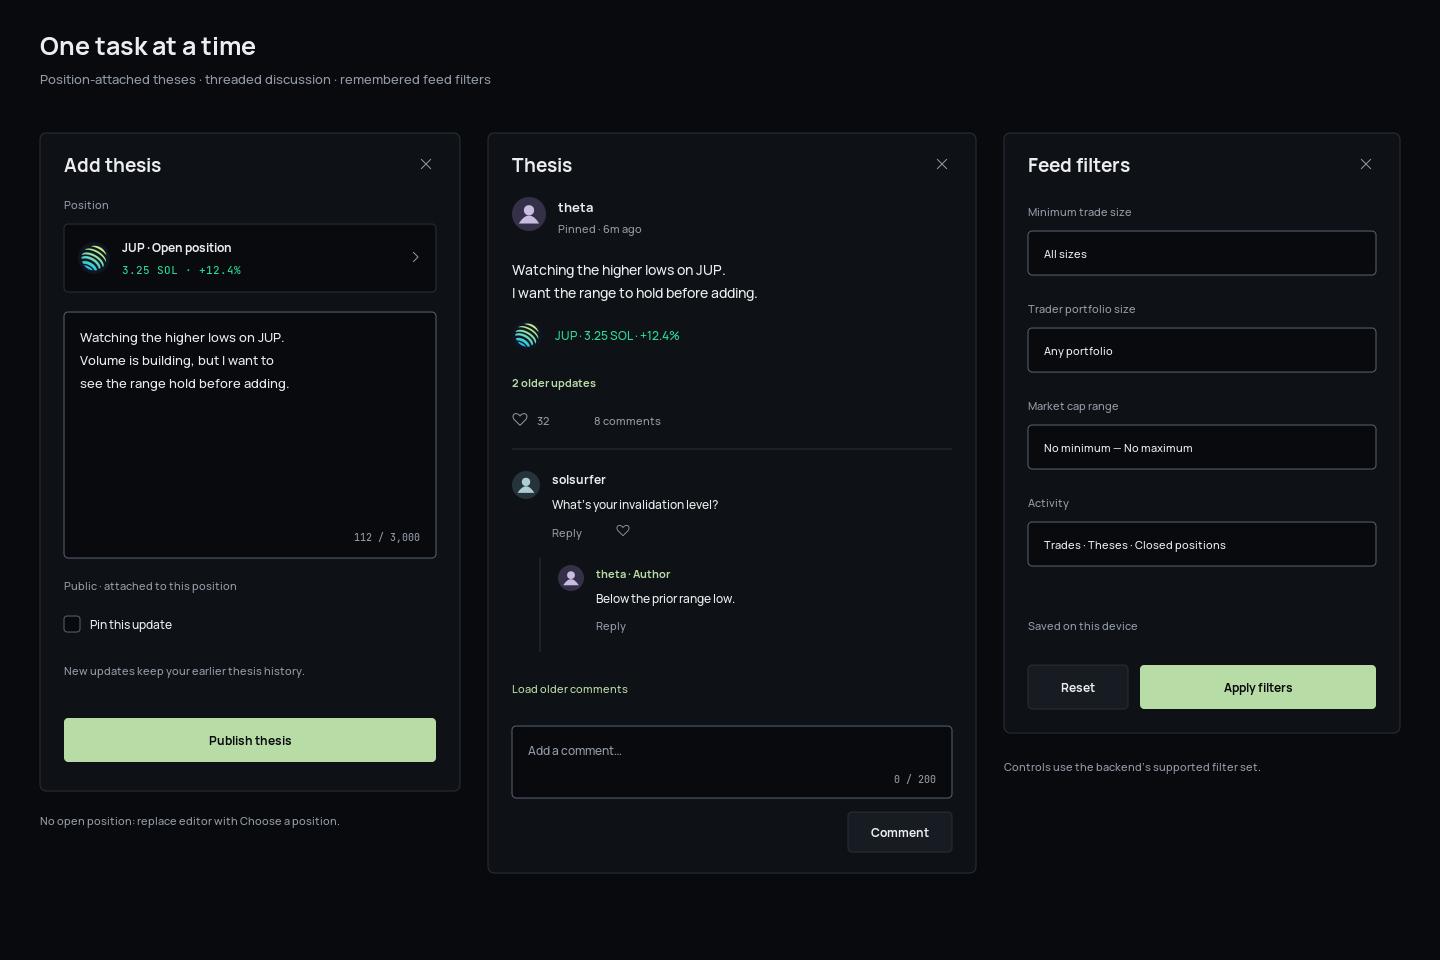 One task at a time
Position-attached theses · threaded discussion · remembered feed filters
Add thesis
Position
JUP · Open position
3.25 SOL · +12.4%
Watching the higher lows on JUP.
Volume is building, but I want to
see the range hold before adding.
112 / 3,000
Public · attached to this position
Pin this update
New updates keep your earlier thesis history.
Publish thesis
No open position: replace editor with Choose a position.
Thesis
theta
Pinned · 6m ago
Watching the higher lows on JUP.
I want the range to hold before adding.
JUP · 3.25 SOL · +12.4%
2 older updates
32
8 comments
solsurfer
What's your invalidation level?
Reply
theta · Author
Below the prior range low.
Reply
Load older comments
Add a comment...
0 / 200
Comment
Feed filters
Minimum trade size
All sizes
Trader portfolio size
Any portfolio
Market cap range
No minimum — No maximum
Activity
Trades · Theses · Closed positions
Saved on this device
Reset
Apply filters
Controls use the backend's supported filter set.